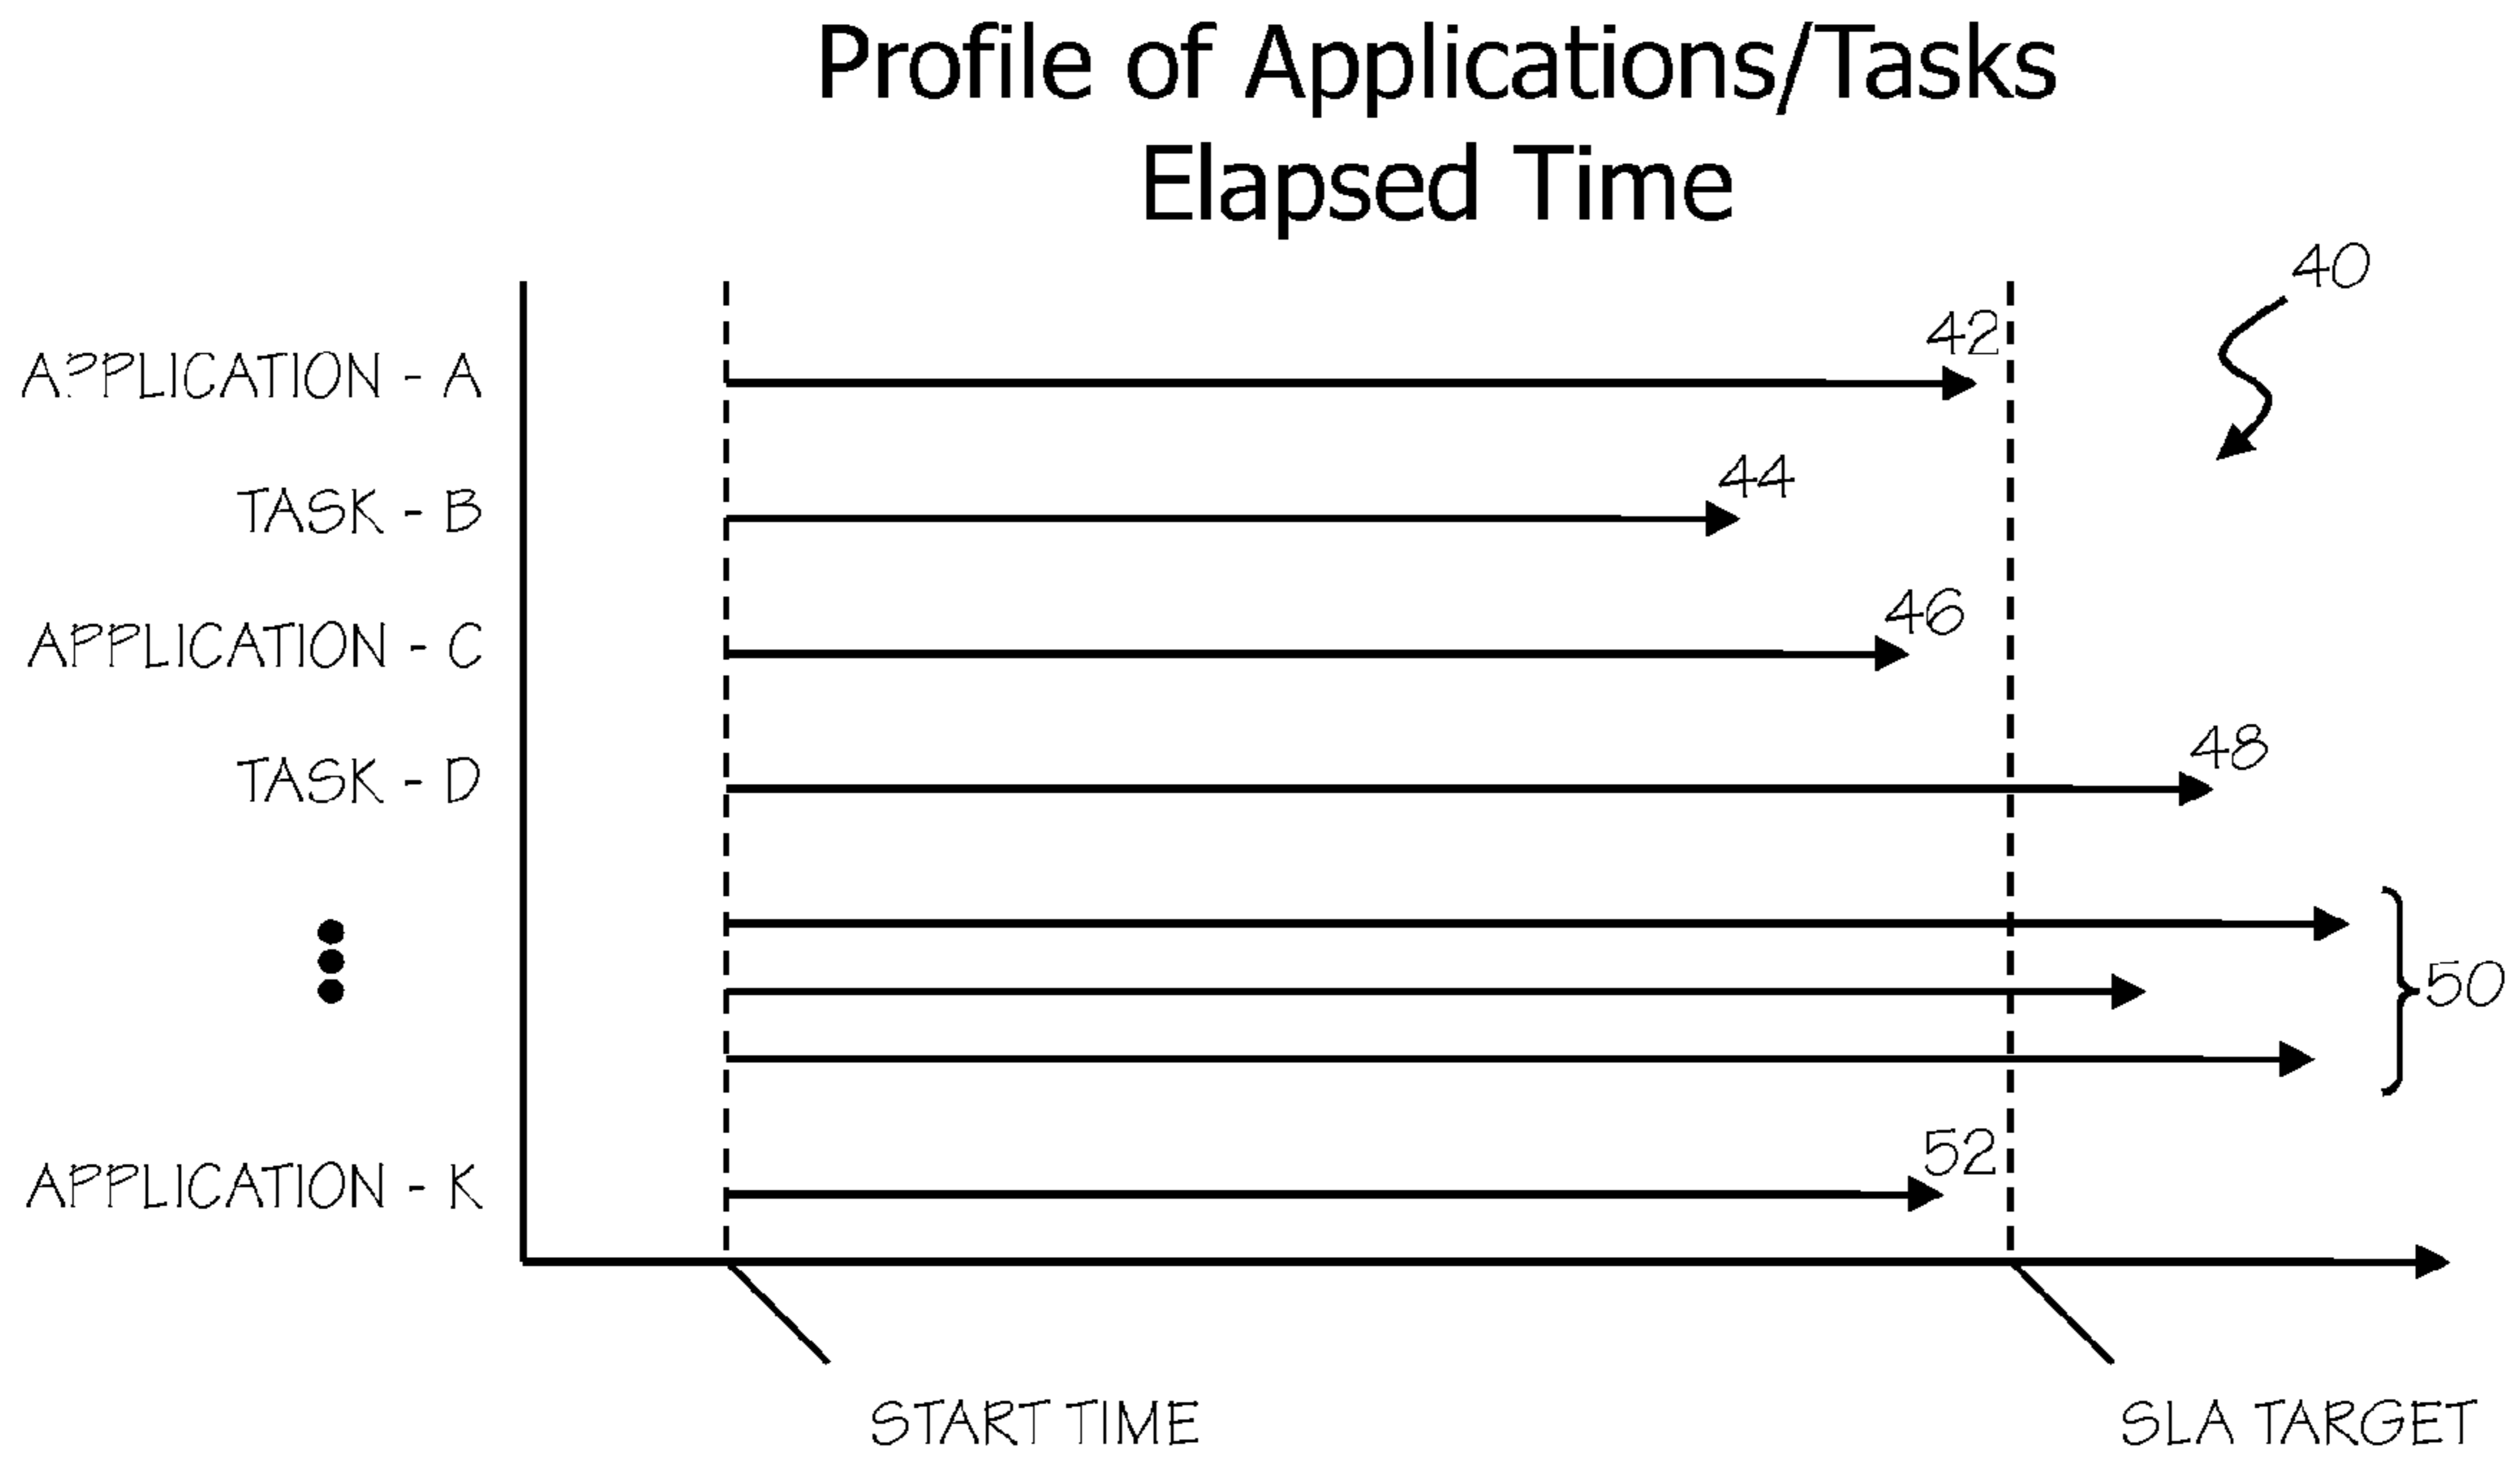 Profile of Applications/Tasks
Elapsed Time
40
42
APPLICATION - A
44
TASK - B
46
APPLICATION - C
48
TASK - D
50
52
APPLICATION - K
START TIME
SLA TARGET